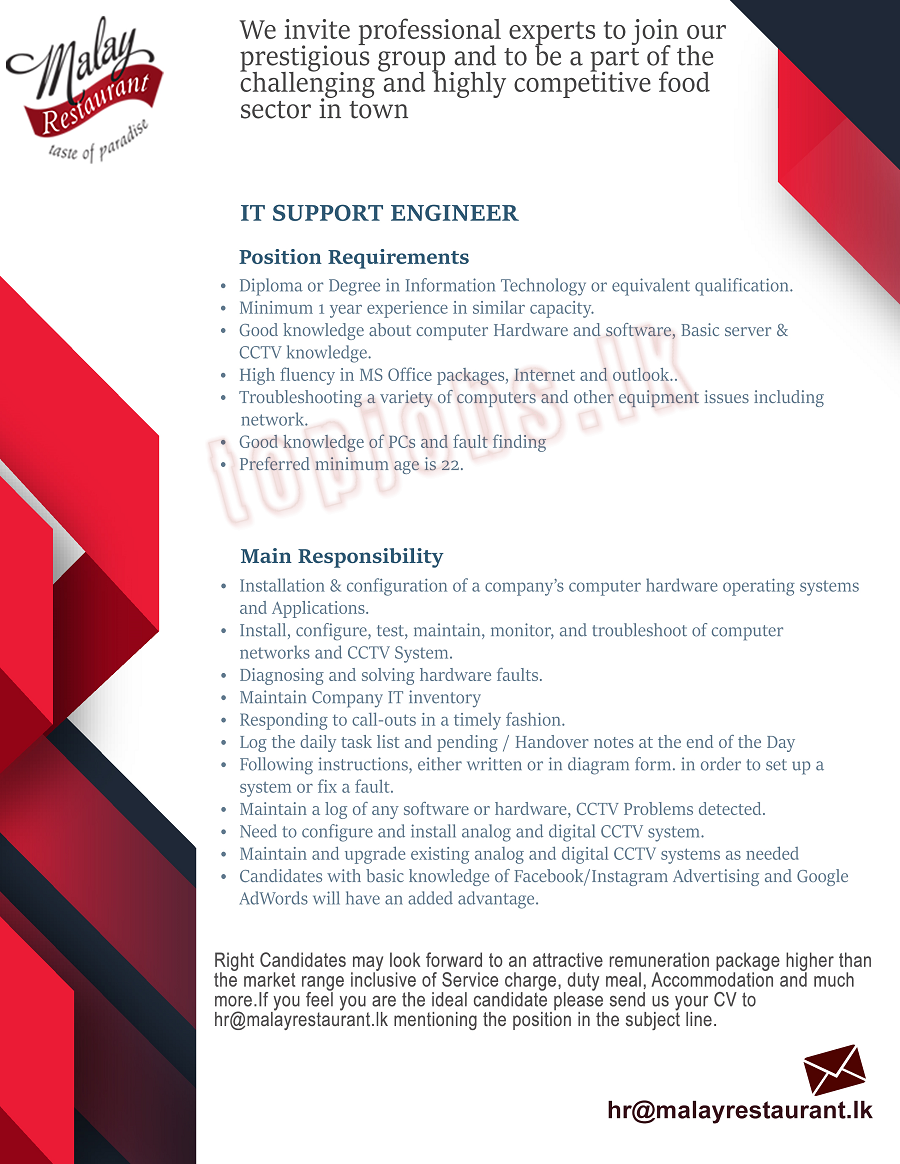 Malay
Restaurant
taste of paradise
We invite professional experts to join our
prestigious group and to be a part of the
challenging and highly competitive food
sector in town
IT SUPPORT ENGINEER
Position Requirements
• Diploma or Degree in Information Technology or equivalent qualification.
• Minimum 1 year experience in similar capacity.
• Good knowledge about computer Hardware and software, Basic server &
CCTV knowledge.
• High fluency in MS Office packages, Internet and outlook..
• Troubleshooting a variety of computers and other equipment issues including
network.
• Good knowledge of PCs and fault finding
• Preferred minimum age is 22.
topjobs.lk
Main Responsibility
• Installation & configuration of a company's computer hardware operating systems
and Applications.
• Install, configure, test, maintain, monitor, and troubleshoot of computer
networks and CCTV System.
• Diagnosing and solving hardware faults.
• Maintain Company IT inventory
• Responding to call-outs in a timely fashion.
• Log the daily task list and pending / Handover notes at the end of the Day
• Following instructions, either written or in diagram form. in order to set up a
system or fix a fault.
• Maintain a log of any software or hardware, CCTV Problems detected.
• Need to configure and install analog and digital CCTV system.
• Maintain and upgrade existing analog and digital CCTV systems as needed
• Candidates with basic knowledge of Facebook/Instagram Advertising and Google
AdWords will have an added advantage.
Right Candidates may look forward to an attractive remuneration package higher than
the market range inclusive of Service charge, duty meal, Accommodation and much
more.If you feel you are the ideal candidate please send us your CV to
hr@malayrestaurant.lk mentioning the position in the subject line.
hr@malayrestaurant.lk